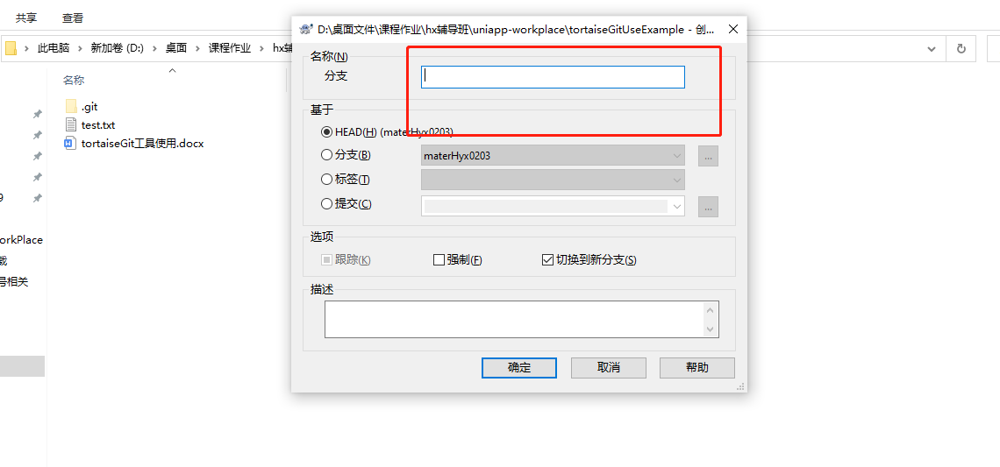 共享 查看
此电脑 新加卷 (D:) 桌面 课程作业 hx辅
名称
.git
test.txt
tortaiseGit工具使用.docx
9
orkPlace
载
号相关
D:\桌面文件\课程作业\hx辅导班\uniapp-workplace\tortaiseGitUseExample - 创...
名称(N)
分支
基于
HEAD(H) (materHyx0203)
分支(B) materHyx0203 ...
标签(T)
提交(C) ...
选项
跟踪(K) 强制(F) 切换到新分支(S)
描述
确定 取消 帮助